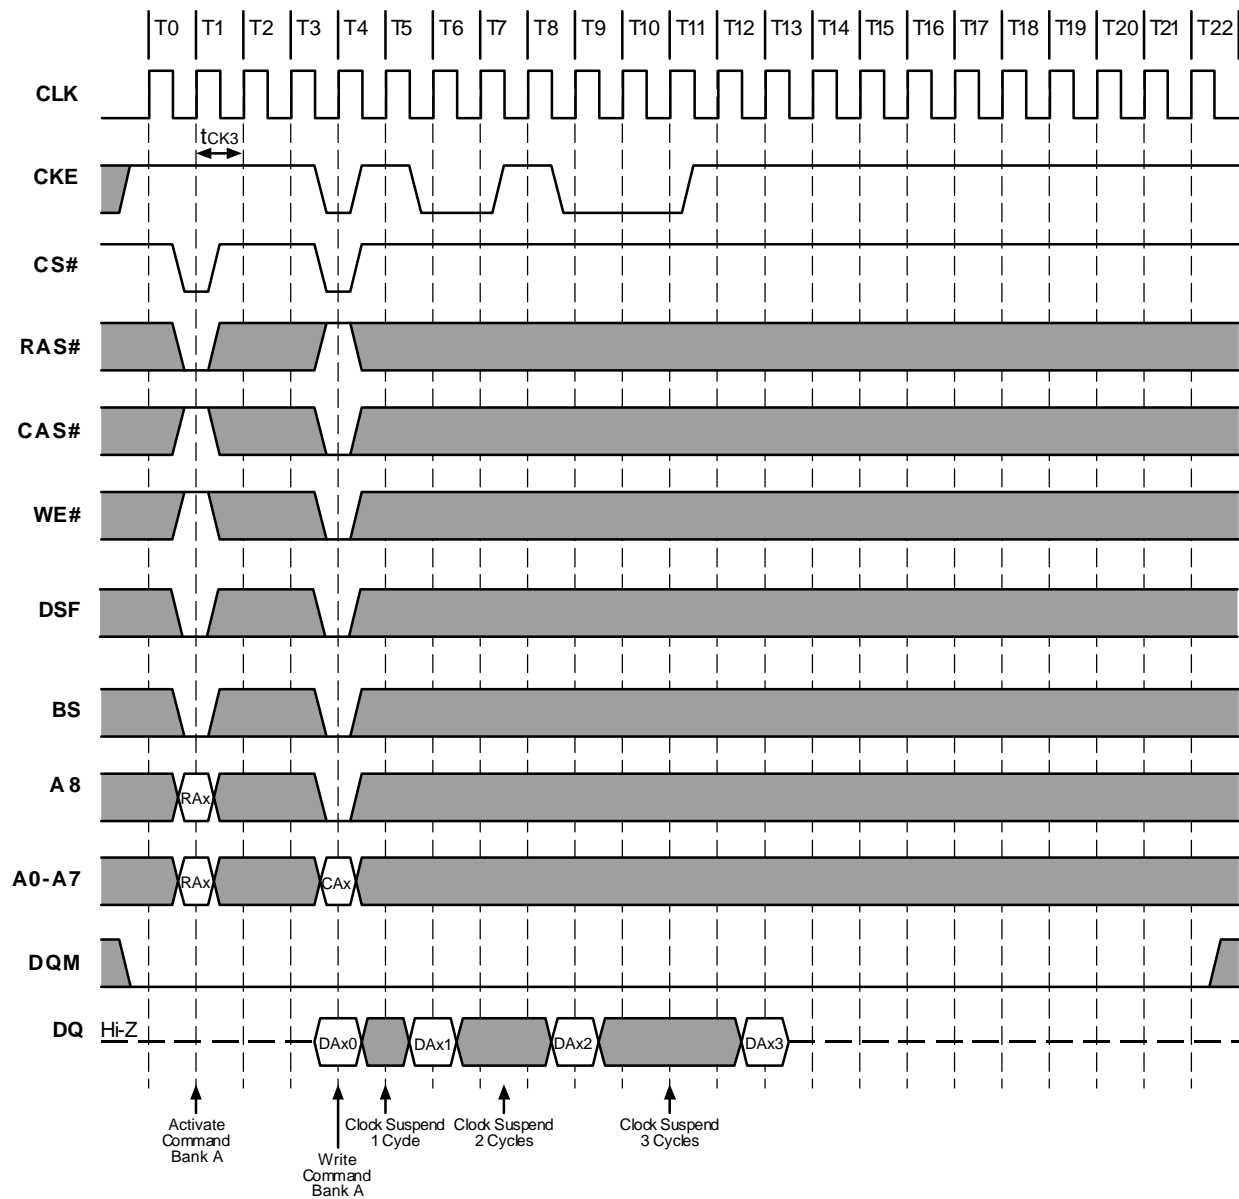 T0 T1 T2 T3 T4 T5 T6 T7 T8 T9 T10 T11 T12 T13 T14 T15 T16 T17 T18 T19 T20 T21 T22
CLK
tCK3
CKE
CS#
RAS#
CAS#
WE#
DSF
BS
A8
RAx
A0-A7
RAx CAx
DQM
DQ Hi-Z
DAx0 DAx1 DAx2 DAx3
Activate
Command
Bank A
Write
Command
Bank A
Clock Suspend
1 Cycle
Clock Suspend
2 Cycles
Clock Suspend
3 Cycles